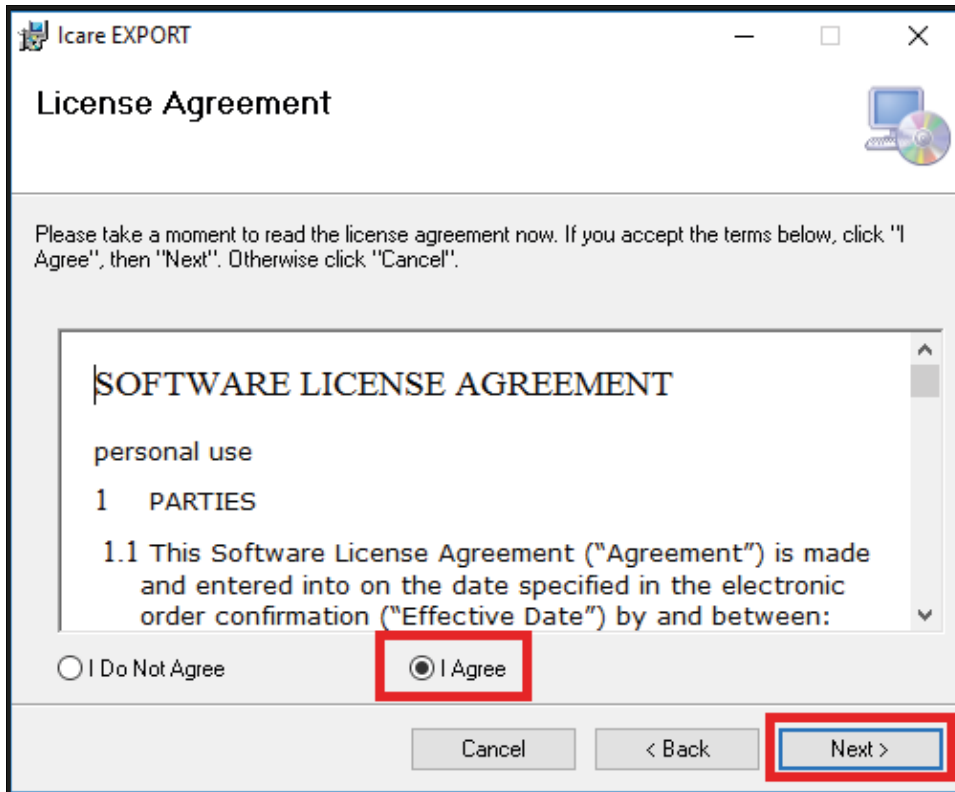 Icare EXPORT
License Agreement
Please take a moment to read the license agreement now. If you accept the terms below, click "I
Agree", then "Next". Otherwise click "Cancel".
SOFTWARE LICENSE AGREEMENT
personal use
1 PARTIES
1.1 This Software License Agreement (“Agreement”) is made
and entered into on the date specified in the electronic
order confirmation (“Effective Date”) by and between:
I Do Not Agree
I Agree
Cancel
< Back
Next >